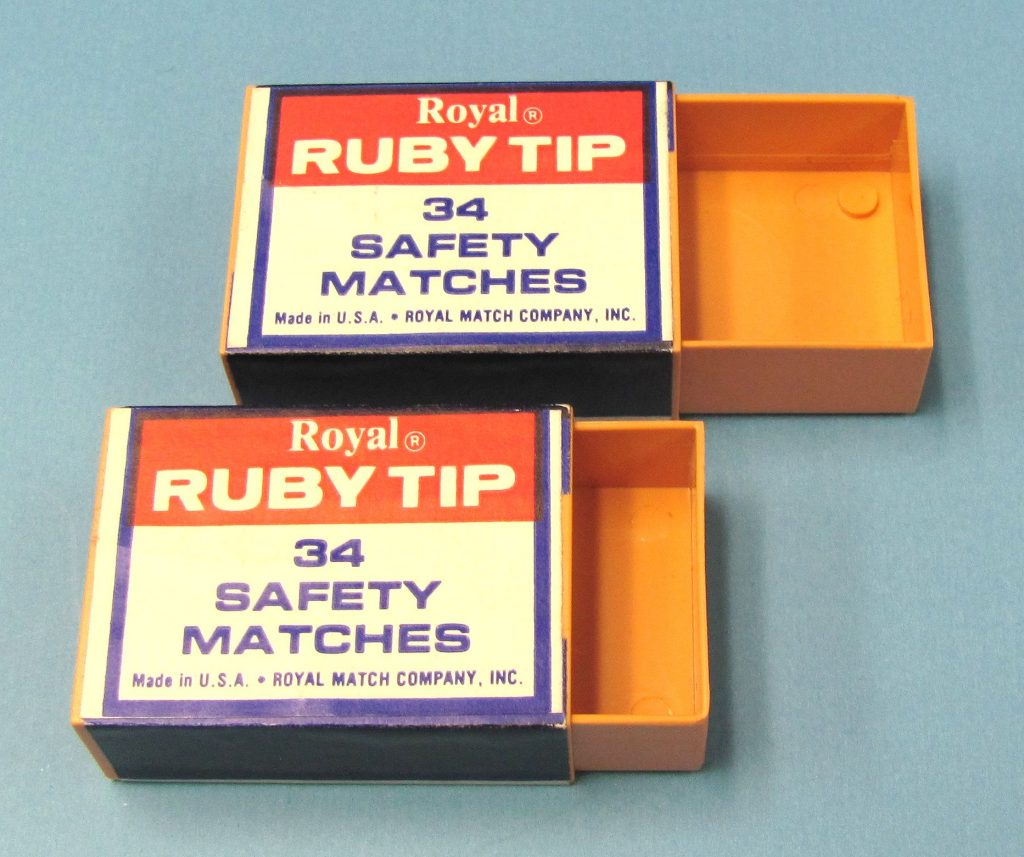 Royal®
RUBY TIP
34
SAFETY
MATCHES
Made in U.S.A. • ROYAL MATCH COMPANY, INC.
Royal®
RUBY TIP
34
SAFETY
MATCHES
Made in U.S.A. • ROYAL MATCH COMPANY, INC.